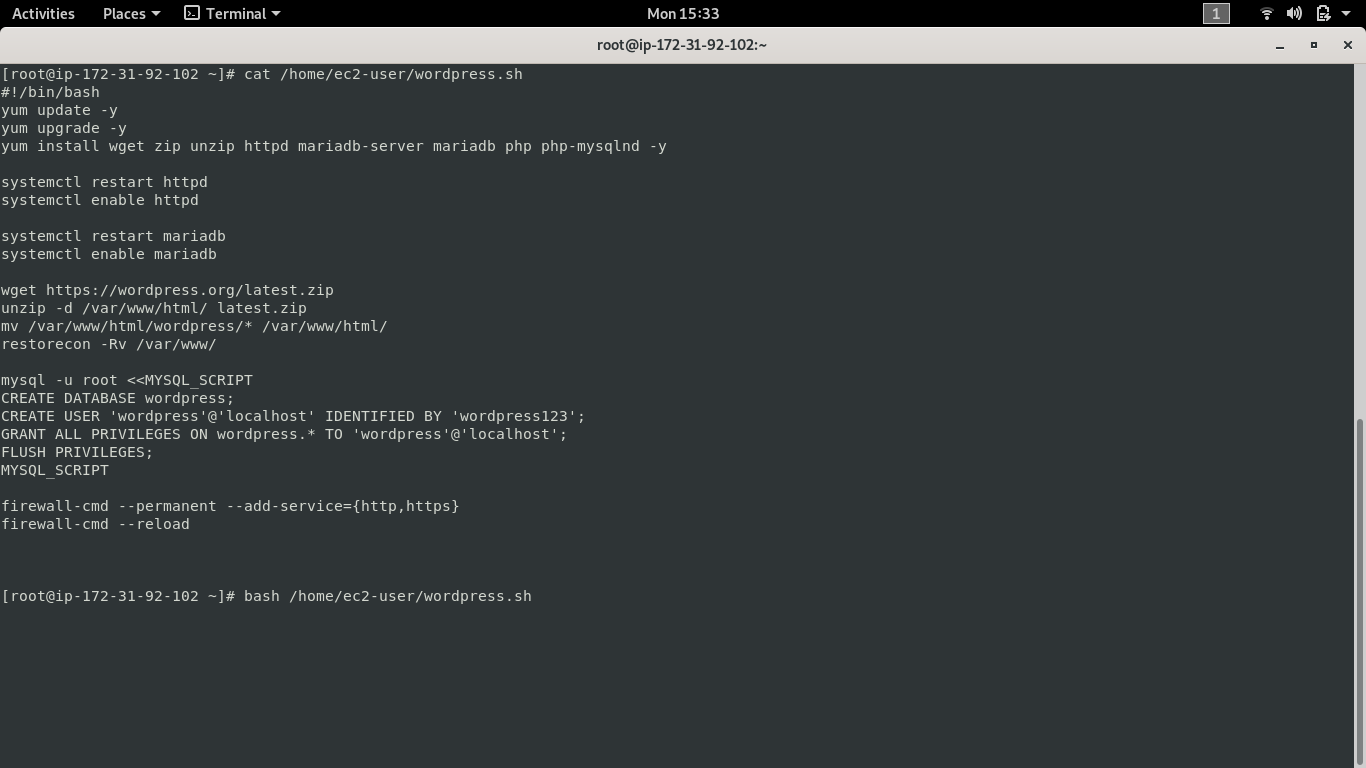 Activities Places Terminal Mon 15:33 1
root@ip-172-31-92-102:~
[root@ip-172-31-92-102 ~]# cat /home/ec2-user/wordpress.sh
#!/bin/bash
yum update -y
yum upgrade -y
yum install wget zip unzip httpd mariadb-server mariadb php php-mysqlnd -y
systemctl restart httpd
systemctl enable httpd
systemctl restart mariadb
systemctl enable mariadb
wget https://wordpress.org/latest.zip
unzip -d /var/www/html/ latest.zip
mv /var/www/html/wordpress/* /var/www/html/
restorecon -Rv /var/www/
mysql -u root <<MYSQL_SCRIPT
CREATE DATABASE wordpress;
CREATE USER 'wordpress'@'localhost' IDENTIFIED BY 'wordpress123';
GRANT ALL PRIVILEGES ON wordpress.* TO 'wordpress'@'localhost';
FLUSH PRIVILEGES;
MYSQL_SCRIPT
firewall-cmd --permanent --add-service={http,https}
firewall-cmd --reload
[root@ip-172-31-92-102 ~]# bash /home/ec2-user/wordpress.sh